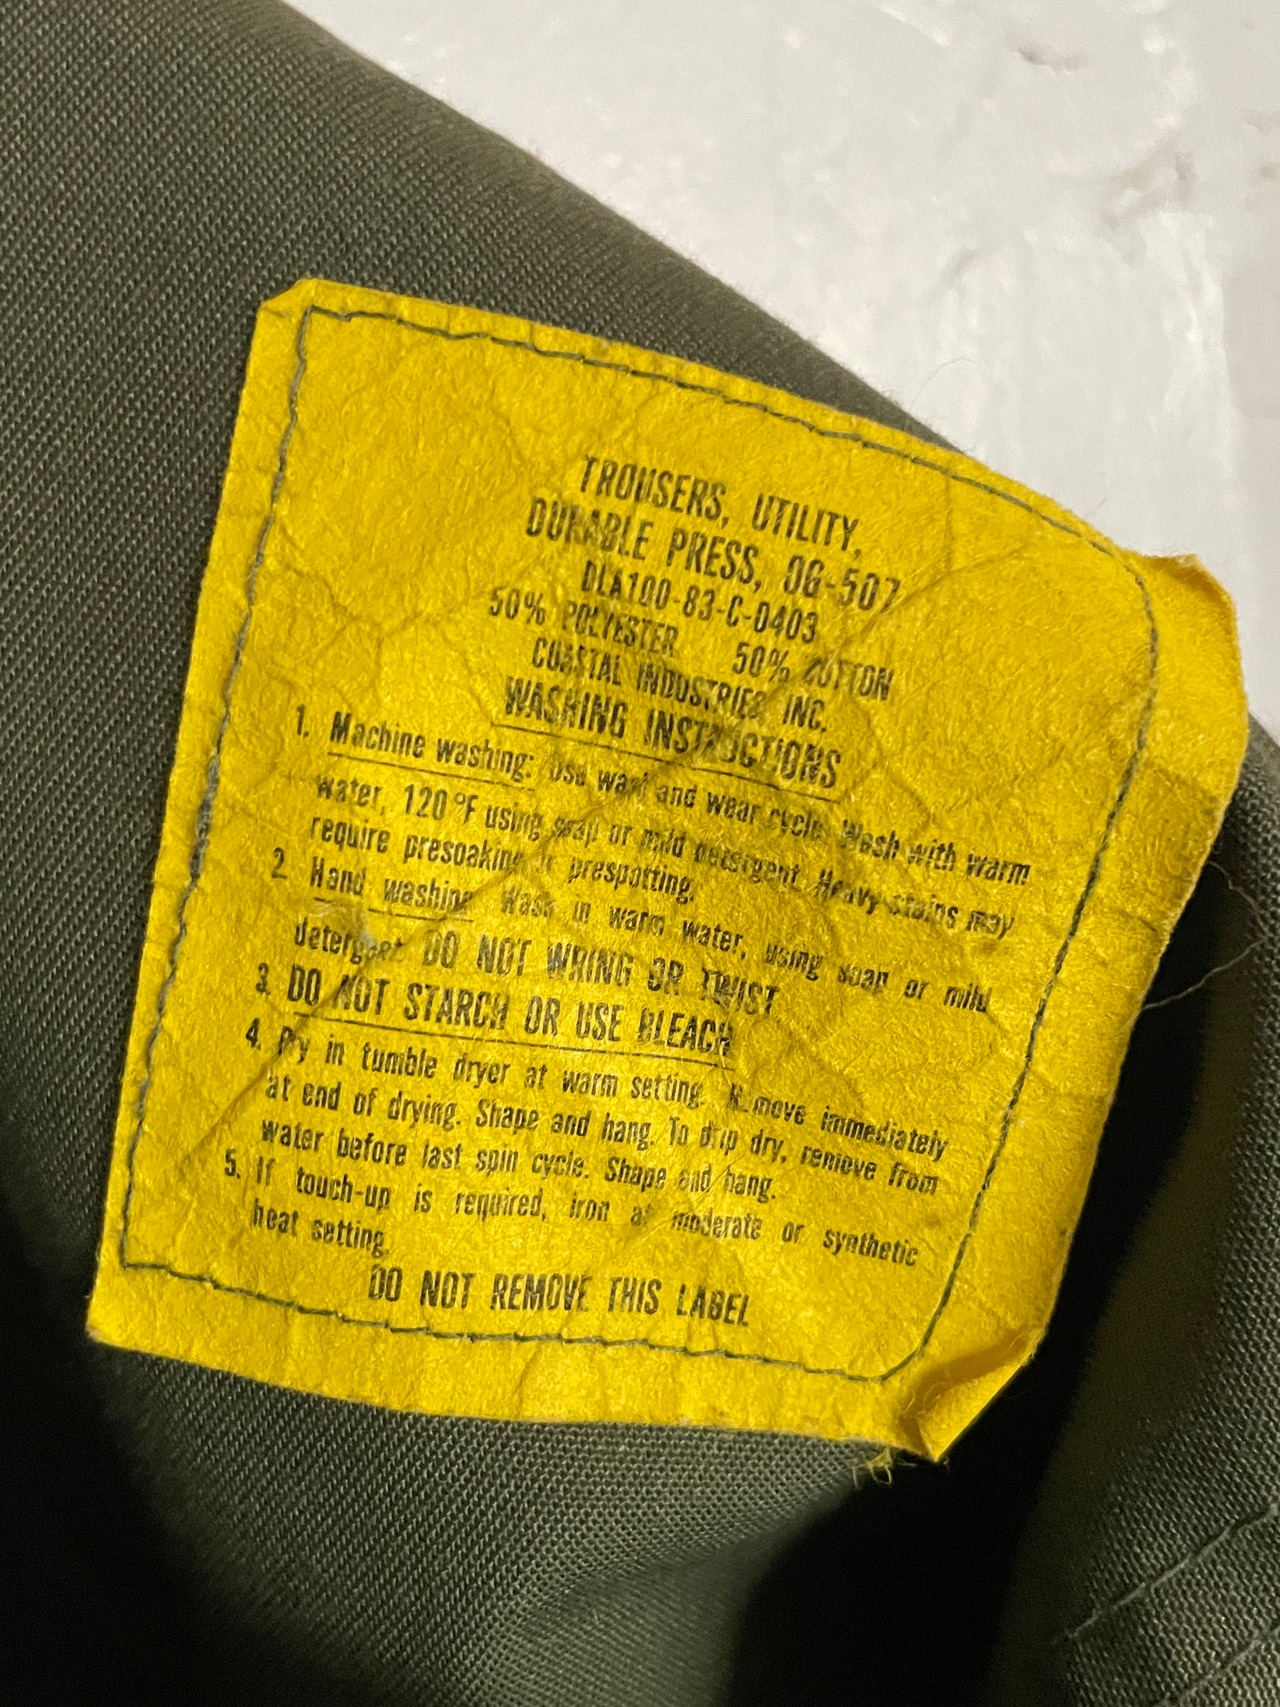 TROUSERS, UTILITY,
DURABLE PRESS, OG-507
DLA100-83-C-0403
50% POLYESTER 50% COTTON
COASTAL INDUSTRIES, INC.
WASHING INSTRUCTIONS
1. Machine washing: Use wash and wear cycle. Wash with warm
water, 120°F using soap or mild detergent. Heavy stains may
require presoaking or prespotting.
2. Hand washing: Wash in warm water, using soap or mild
detergent. DO NOT WRING OR TWIST
3. DO NOT STARCH OR USE BLEACH
4. Dry in tumble dryer at warm setting. Remove immediately
at end of drying. Shape and hang. To drip dry, remove from
water before last spin cycle. Shape and hang.
5. If touch-up is required, iron at moderate or synthetic
heat setting.
DO NOT REMOVE THIS LABEL